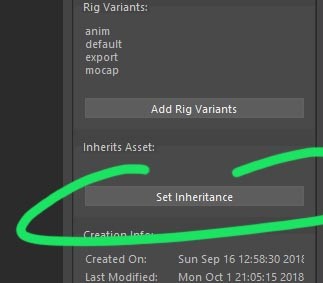 Rig Variants:
anim
default
export
mocap
Add Rig Variants
Inherits Asset:
Set Inheritance
Creation Info:
Created On: Sun Sep 16 12:58:30 2018
Last Modified: Mon Oct 1 21:05:15 2018